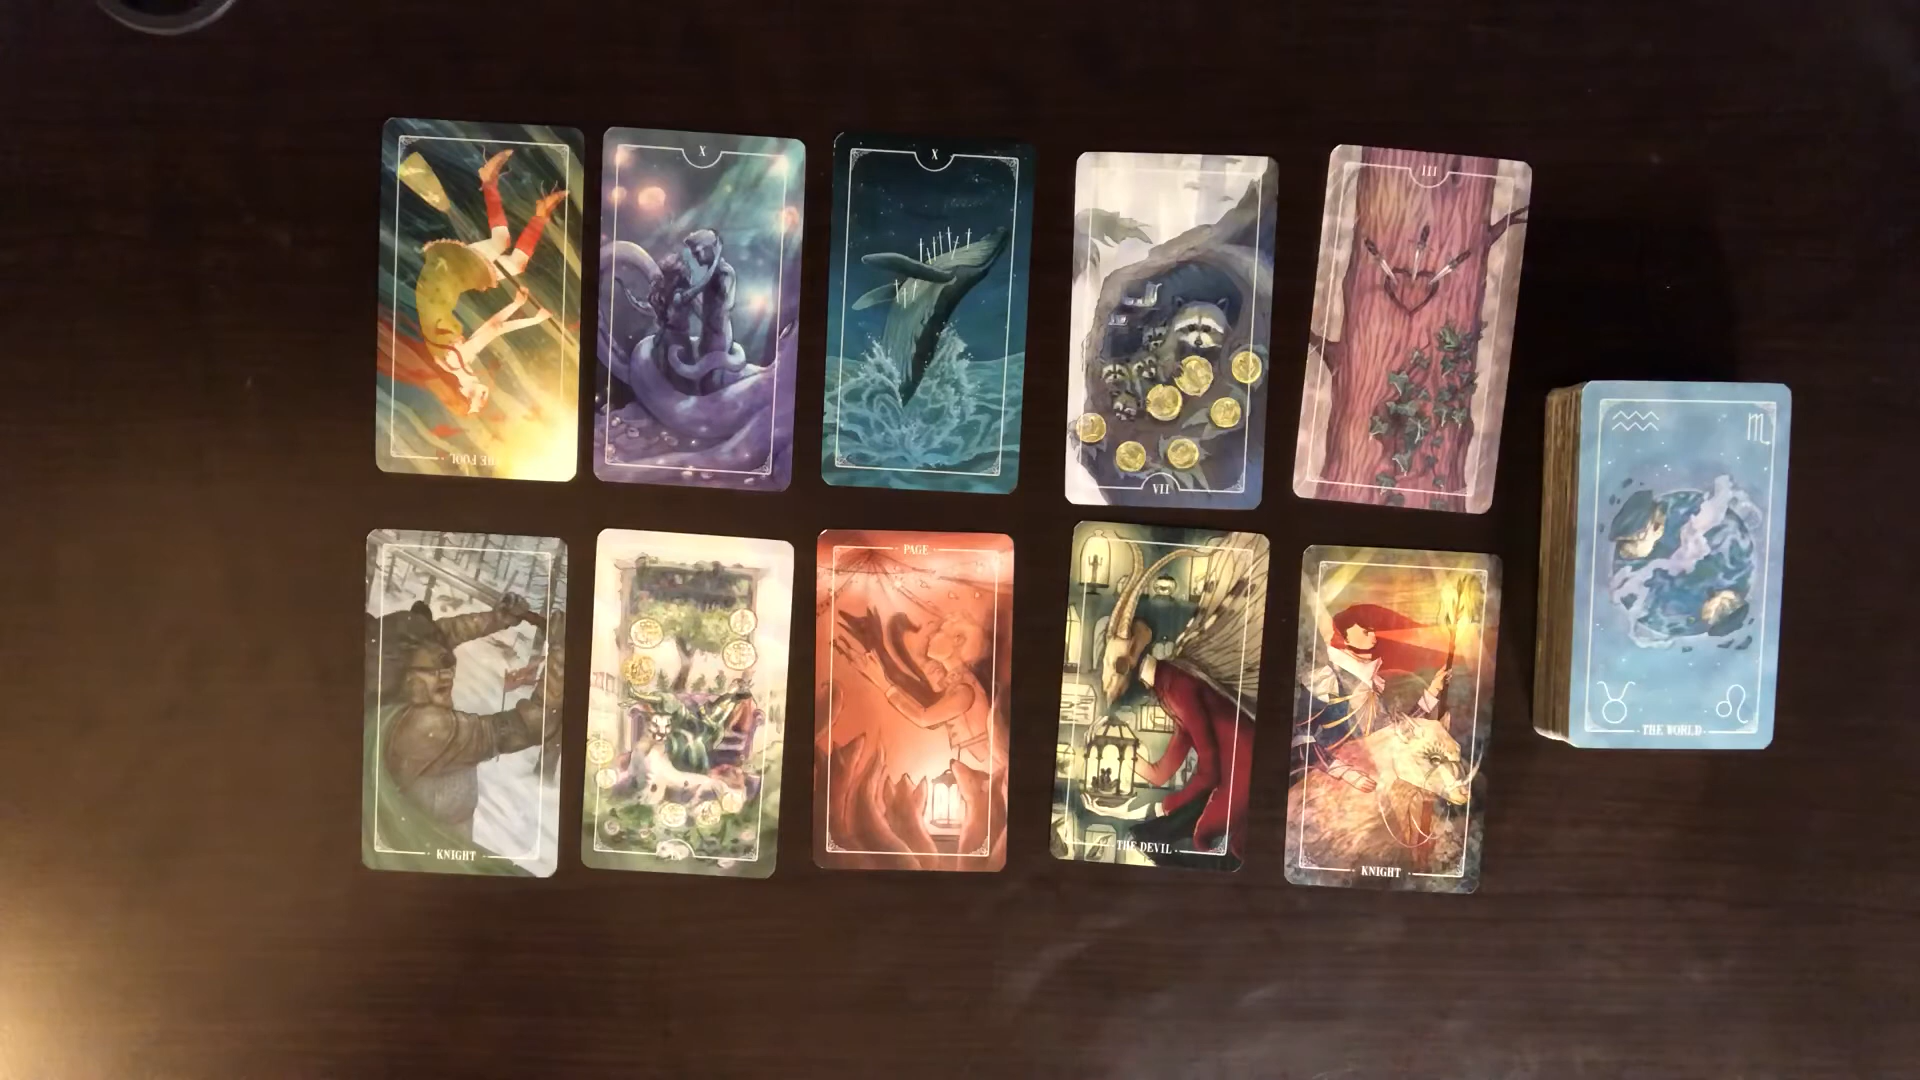 X
X
III
THE FOOL
VII
PAGE
THE WORLD
KNIGHT
THE DEVIL
KNIGHT